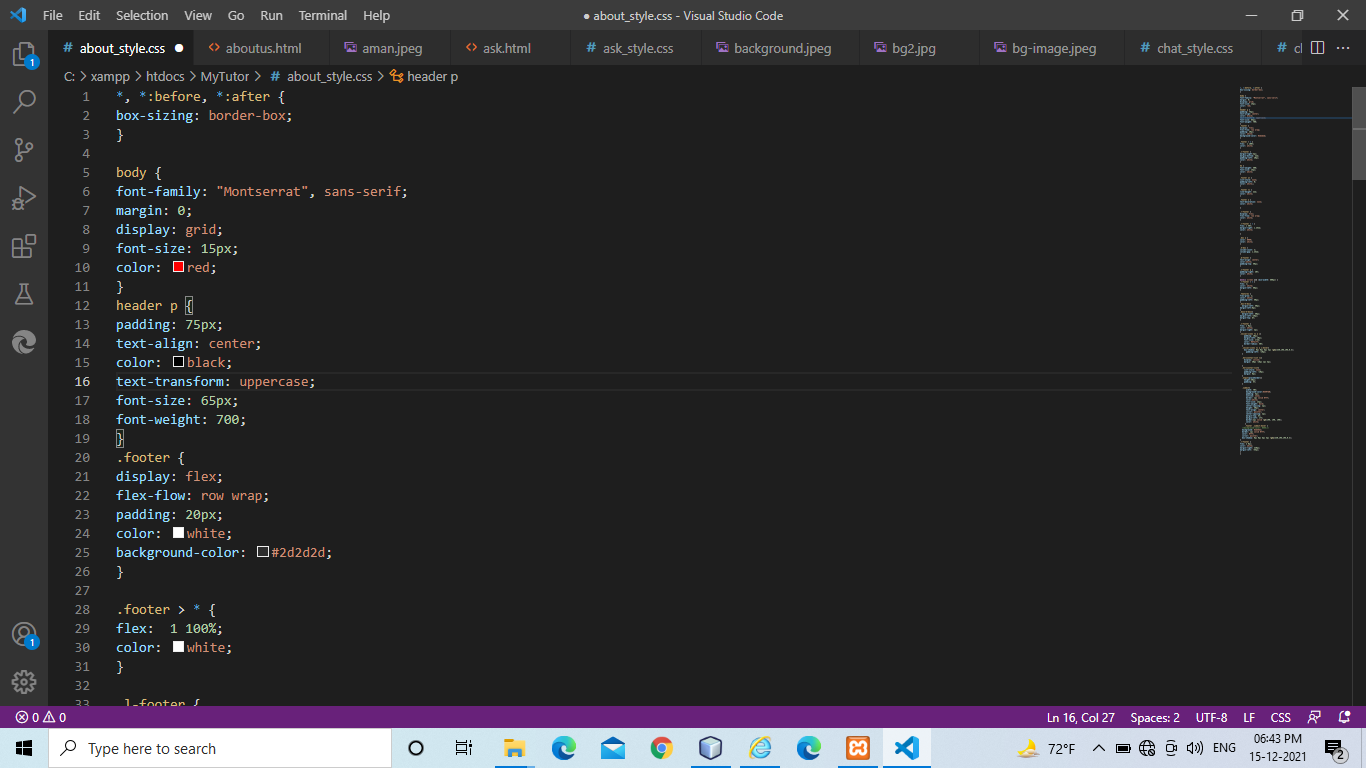 File Edit Selection View Go Run Terminal Help ● about_style.css - Visual Studio Code
# about_style.css ● <> aboutus.html aman.jpeg <> ask.html # ask_style.css background.jpeg bg2.jpg bg-image.jpeg # chat_style.css # cl ...
C: > xampp > htdocs > MyTutor > # about_style.css > header p
1 *, *:before, *:after {
2 box-sizing: border-box;
3 }
4
5 body {
6 font-family: "Montserrat", sans-serif;
7 margin: 0;
8 display: grid;
9 font-size: 15px;
10 color: red;
11 }
12 header p {
13 padding: 75px;
14 text-align: center;
15 color: black;
16 text-transform: uppercase;
17 font-size: 65px;
18 font-weight: 700;
19 }
20 .footer {
21 display: flex;
22 flex-flow: row wrap;
23 padding: 20px;
24 color: white;
25 background-color: #2d2d2d;
26 }
27
28 .footer > * {
29 flex:  1 100%;
30 color: white;
31 }
32
33 .l-footer {
1
1
0 0 Ln 16, Col 27 Spaces: 2 UTF-8 LF CSS
Type here to search 72°F ENG 06:43 PM
15-12-2021 2